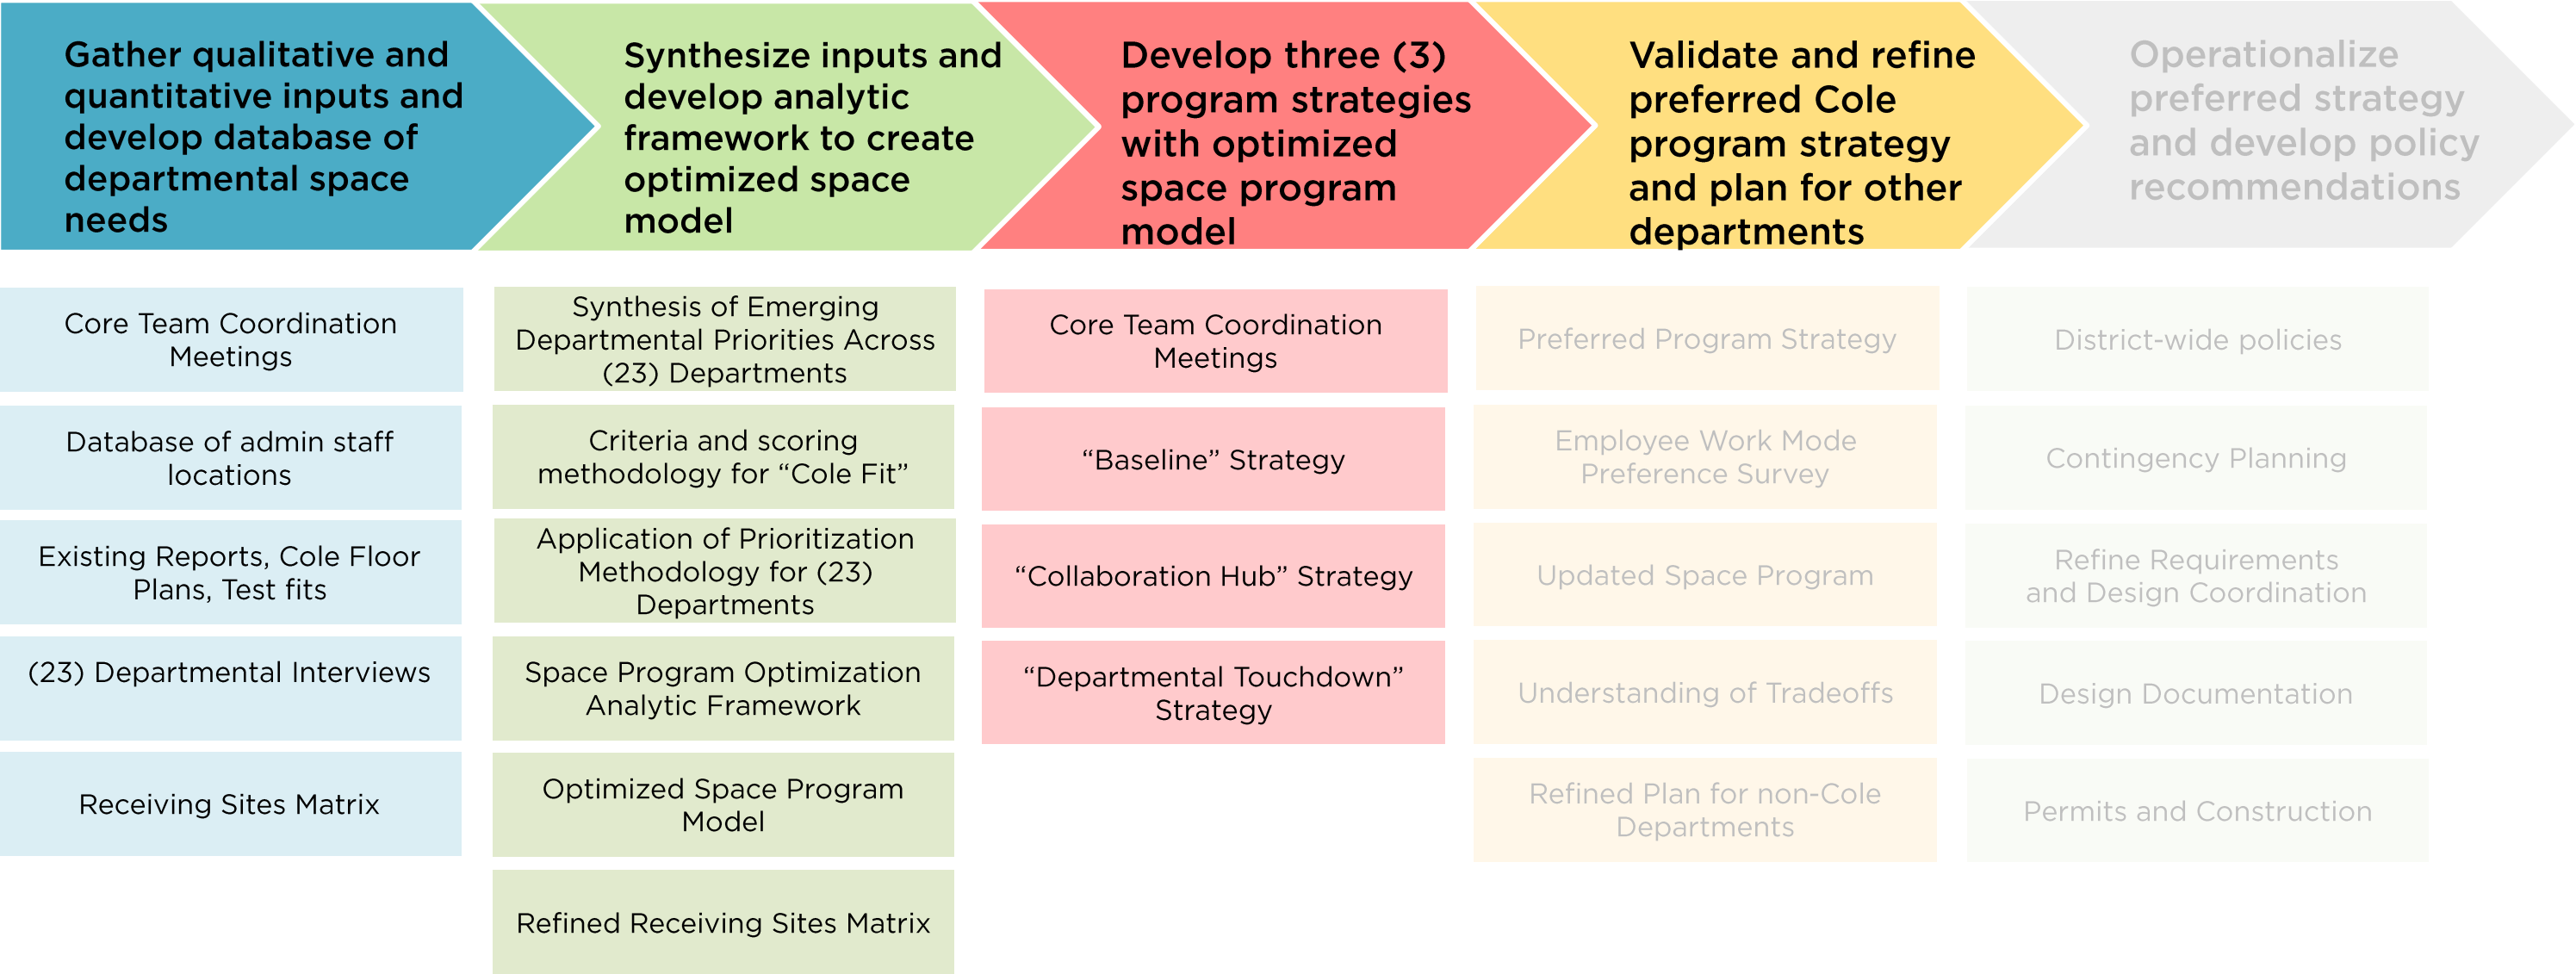 Gather qualitative and
quantitative inputs and
develop database of
departmental space
needs
Synthesize inputs and
develop analytic
framework to create
optimized space
model
Develop three (3)
program strategies
with optimized
space program
model
Validate and refine
preferred Cole
program strategy
and plan for other
departments
Operationalize
preferred strategy
and develop policy
recommendations
Core Team Coordination
Meetings
Database of admin staff
locations
Existing Reports, Cole Floor
Plans, Test fits
(23) Departmental Interviews
Receiving Sites Matrix
Synthesis of Emerging
Departmental Priorities Across
(23) Departments
Criteria and scoring
methodology for “Cole Fit”
Application of Prioritization
Methodology for (23)
Departments
Space Program Optimization
Analytic Framework
Optimized Space Program
Model
Refined Receiving Sites Matrix
Core Team Coordination
Meetings
“Baseline” Strategy
“Collaboration Hub” Strategy
“Departmental Touchdown”
Strategy
Preferred Program Strategy
Employee Work Mode
Preference Survey
Updated Space Program
Understanding of Tradeoffs
Refined Plan for non-Cole
Departments
District-wide policies
Contingency Planning
Refine Requirements
and Design Coordination
Design Documentation
Permits and Construction